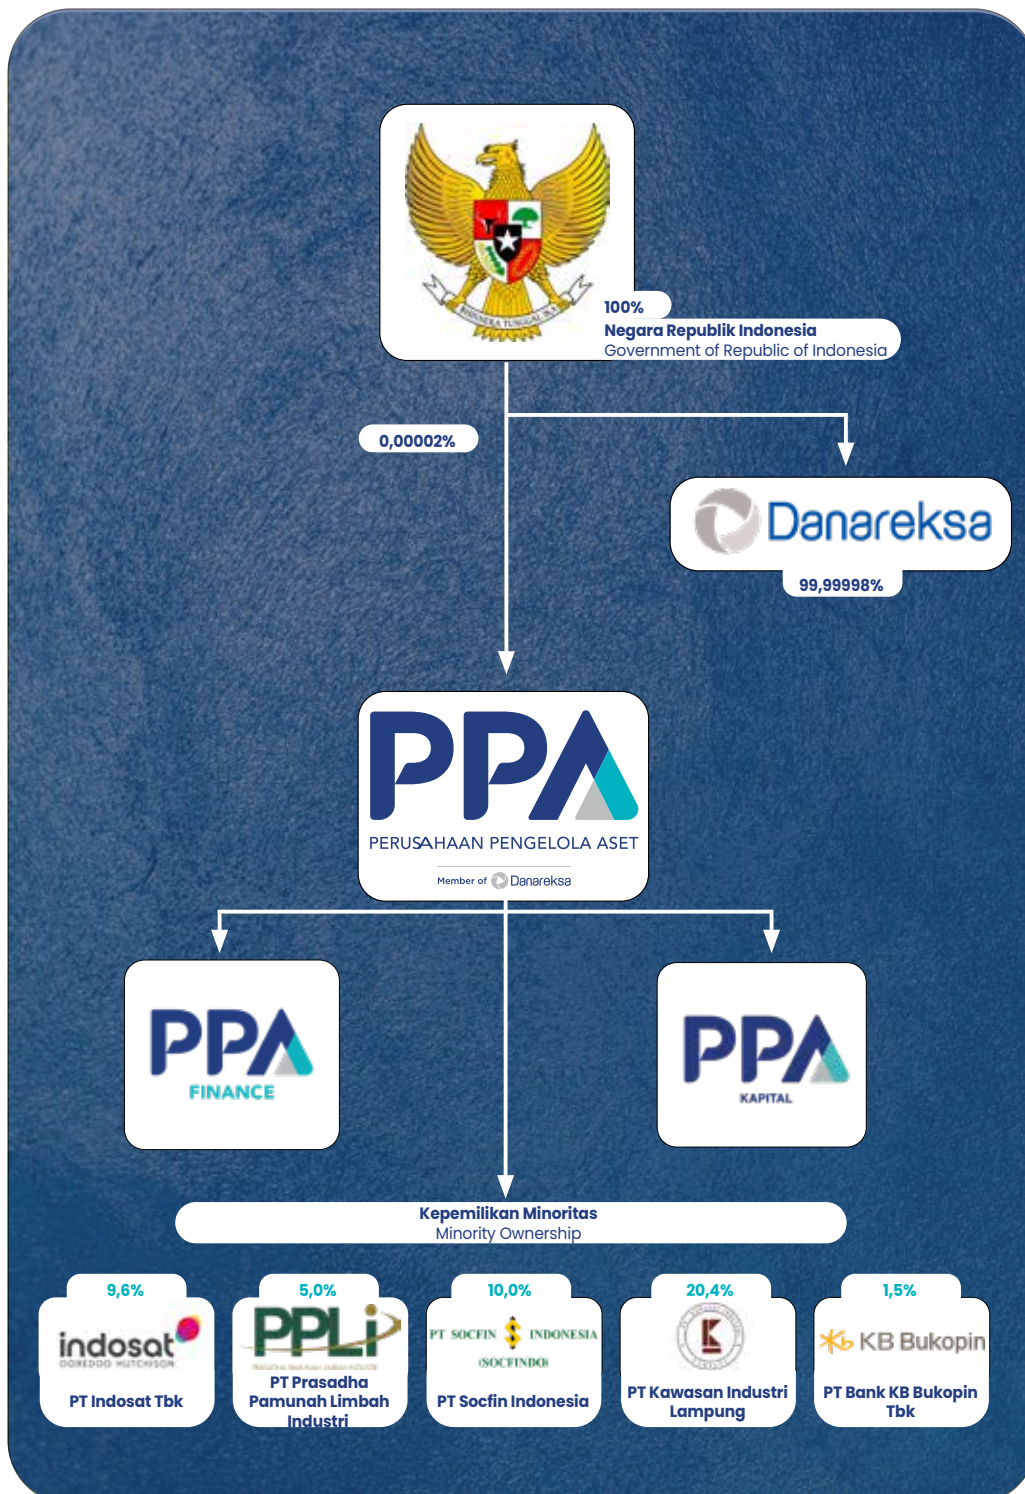 BHINNEKA TUNGGAL IKA
100%
Negara Republik Indonesia
Government of Republic of Indonesia
0,00002%
Danareksa
99,99998%
PPA
PERUSAHAAN PENGELOLA ASET
Member of Danareksa
PPA
FINANCE
PPA
KAPITAL
Kepemilikan Minoritas
Minority Ownership
9,6%
indosat
OOREDOO HUTCHISON
PT Indosat Tbk
5,0%
PPLi
PT Prasadha
Pamunah Limbah
Industri
10,0%
PT SOCFIN INDONESIA
(SOCFINDO)
PT Socfin Indonesia
20,4%
K
PT Kawasan Industri
Lampung
1,5%
KB Bukopin
PT Bank KB Bukopin
Tbk